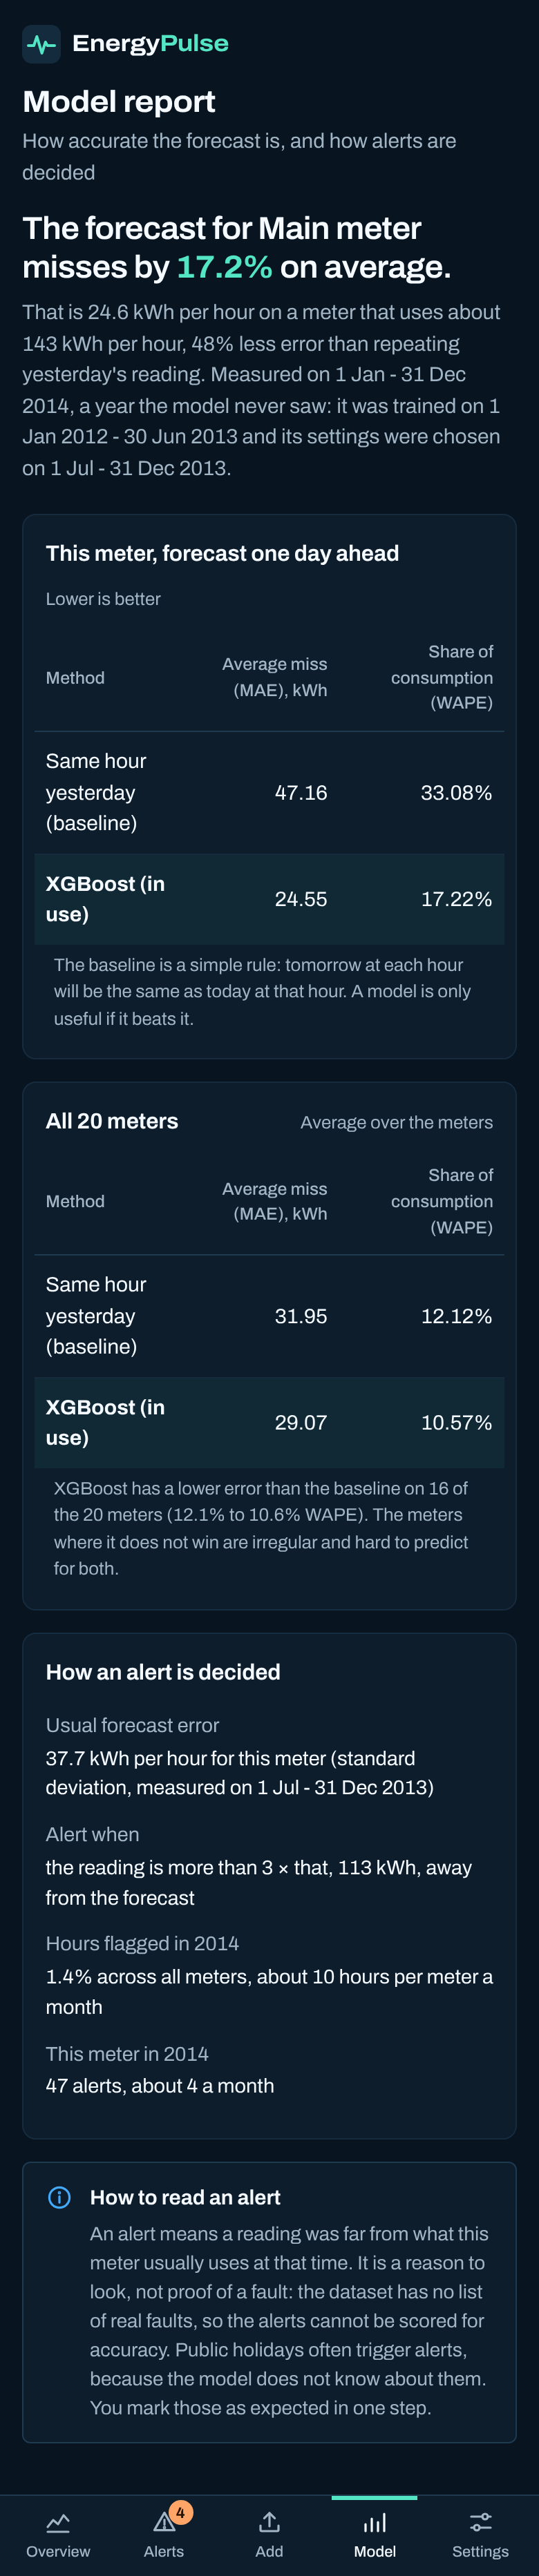 EnergyPulse
Model report
How accurate the forecast is, and how alerts are
decided
The forecast for Main meter
misses by 17.2% on average.
That is 24.6 kWh per hour on a meter that uses about
143 kWh per hour, 48% less error than repeating
yesterday's reading. Measured on 1 Jan - 31 Dec
2014, a year the model never saw: it was trained on 1
Jan 2012 - 30 Jun 2013 and its settings were chosen
on 1 Jul - 31 Dec 2013.
This meter, forecast one day ahead
Lower is better
Method
Average miss
(MAE), kWh
Share of
consumption
(WAPE)
Same hour
yesterday
(baseline)
47.16
33.08%
XGBoost (in
use)
24.55
17.22%
The baseline is a simple rule: tomorrow at each hour
will be the same as today at that hour. A model is only
useful if it beats it.
All 20 meters
Average over the meters
Method
Average miss
(MAE), kWh
Share of
consumption
(WAPE)
Same hour
yesterday
(baseline)
31.95
12.12%
XGBoost (in
use)
29.07
10.57%
XGBoost has a lower error than the baseline on 16 of
the 20 meters (12.1% to 10.6% WAPE). The meters
where it does not win are irregular and hard to predict
for both.
How an alert is decided
Usual forecast error
37.7 kWh per hour for this meter (standard
deviation, measured on 1 Jul - 31 Dec 2013)
Alert when
the reading is more than 3 × that, 113 kWh, away
from the forecast
Hours flagged in 2014
1.4% across all meters, about 10 hours per meter a
month
This meter in 2014
47 alerts, about 4 a month
How to read an alert
An alert means a reading was far from what this
meter usually uses at that time. It is a reason to
look, not proof of a fault: the dataset has no list
of real faults, so the alerts cannot be scored for
accuracy. Public holidays often trigger alerts,
because the model does not know about them.
You mark those as expected in one step.
4
Overview
Alerts
Add
Model
Settings